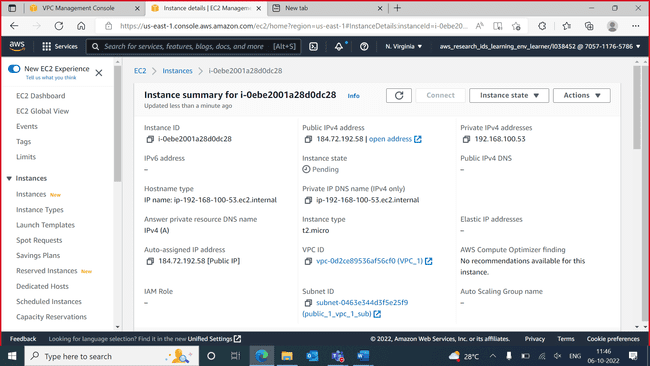 VPC Management Console
Instance details | EC2 Manageme
New tab
https://us-east-1.console.aws.amazon.com/ec2/home?region=us-east-1#InstanceDetails:instanceId=i-0ebe2...
aws
Services
Search for services, features, blogs, docs, and more
[Alt+S]
N. Virginia
aws_research_ids_learning_env_learner/l038452 @ 7057-1176-5786
New EC2 Experience
Tell us what you think
EC2 Dashboard
EC2 Global View
Events
Tags
Limits
Instances
Instances New
Instance Types
Launch Templates
Spot Requests
Savings Plans
Reserved Instances New
Dedicated Hosts
Scheduled Instances
Capacity Reservations
EC2
Instances
i-0ebe2001a28d0dc28
Instance summary for i-0ebe2001a28d0dc28
Info
Updated less than a minute ago
Connect
Instance state
Actions
Instance ID
i-0ebe2001a28d0dc28
Public IPv4 address
184.72.192.58 | open address
Private IPv4 addresses
192.168.100.53
IPv6 address
–
Instance state
Pending
Public IPv4 DNS
–
Hostname type
IP name: ip-192-168-100-53.ec2.internal
Private IP DNS name (IPv4 only)
ip-192-168-100-53.ec2.internal
Answer private resource DNS name
IPv4 (A)
Instance type
t2.micro
Elastic IP addresses
–
Auto-assigned IP address
184.72.192.58 [Public IP]
VPC ID
vpc-0d2ce89536af56cf0 (VPC_1)
AWS Compute Optimizer finding
No recommendations available for this
instance.
IAM Role
–
Subnet ID
subnet-0463e344d3f5e25f9
(public_1_vpc_1_sub)
Auto Scaling Group name
–
Feedback
Looking for language selection? Find it in the new Unified Settings
© 2022, Amazon Web Services, Inc. or its affiliates.
Privacy
Terms
Cookie preferences
Type here to search
28°C
ENG
11:46
06-10-2022